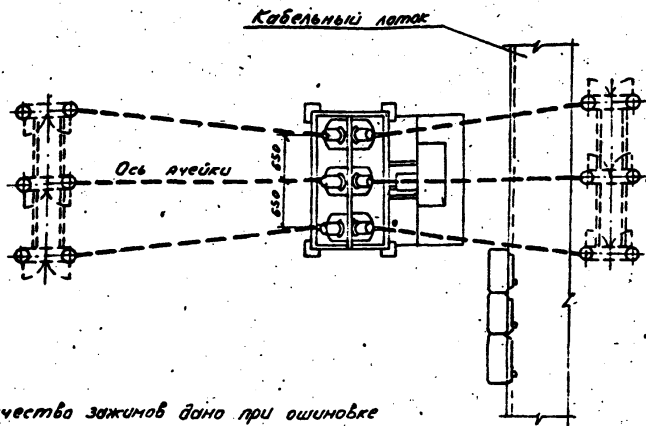 Кабельный лоток
Ось ячейки
650
650
чества зажимов дано при ошиновке